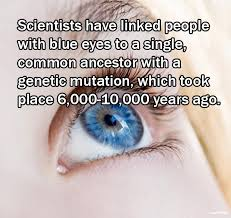 Scientists have linked people
with blue eyes to a single,
common ancestor with a
genetic mutation, which took
place 6,000-10,000 years ago.